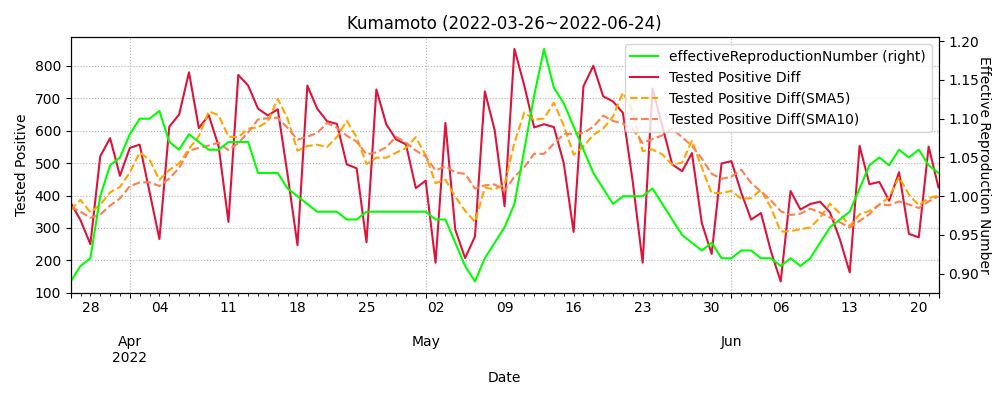 Kumamoto (2022-03-26~2022-06-24)
effectiveReproductionNumber (right)
Tested Positive Diff
Tested Positive Diff(SMA5)
Tested Positive Diff(SMA10)
Tested Positive
800
700
600
500
400
300
200
100
Effective Reproduction Number
1.20
1.15
1.10
1.05
1.00
0.95
0.90
28 04 11 18 25 02 09 16 23 30 06 13 20
Apr May Jun
2022
Date